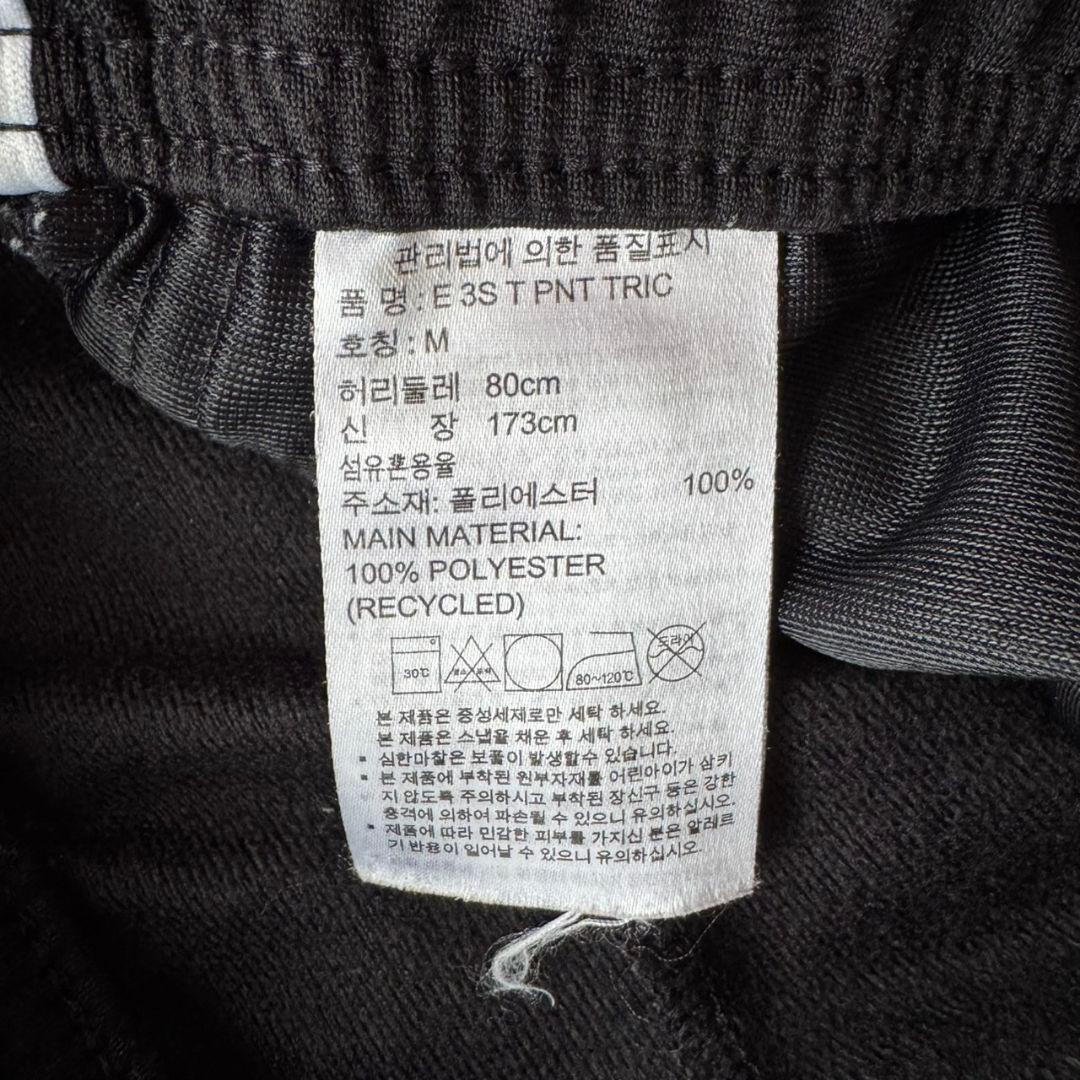 관리법에 의한 품질표시
품 명 : E 3S T PNT TRIC
호칭 : M
허리둘레 80cm
신 장 173cm
섬유혼용율
주소재: 폴리에스터 100%
MAIN MATERIAL:
100% POLYESTER
(RECYCLED)
30℃ 염소표백 80~120℃ 드라이
본 제품은 중성세제로만 세탁 하세요.
본 제품은 스냅을 채운 후 세탁 하세요.
▪ 심한마찰은 보풀이 발생할수 있습니다.
▪ 본 제품에 부착된 원부자재를 어린아이가 삼키
지 않도록 주의하시고 부착된 장신구 등은 강한
충격에 의하여 파손될 수 있으니 유의하십시오.
▪ 제품에 따라 민감한 피부를 가지신 분은 알레르
기 반응이 일어날 수 있으니 유의하십시오.